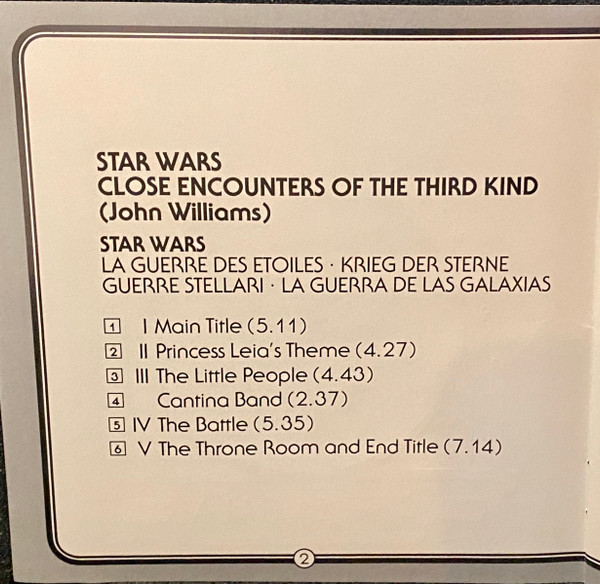 STAR WARS
CLOSE ENCOUNTERS OF THE THIRD KIND
(John Williams)
STAR WARS
LA GUERRE DES ETOILES · KRIEG DER STERNE
GUERRE STELLARI · LA GUERRA DE LAS GALAXIAS
1 I Main Title (5.11)
2 II Princess Leia's Theme (4.27)
3 III The Little People (4.43)
4 Cantina Band (2.37)
5 IV The Battle (5.35)
6 V The Throne Room and End Title (7.14)
2